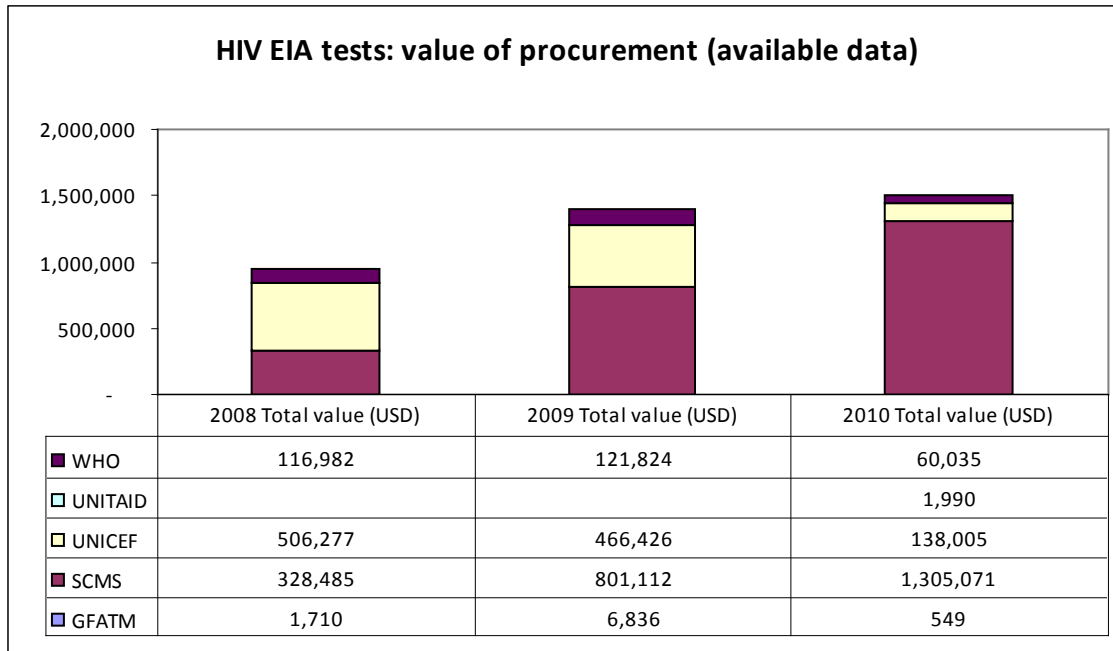 HIV EIA tests: value of procurement (available data)
2,000,000
1,500,000
1,000,000
500,000
-
2008 Total value (USD) 2009 Total value (USD) 2010 Total value (USD)
WHO 116,982 121,824 60,035
UNITAID 1,990
UNICEF 506,277 466,426 138,005
SCMS 328,485 801,112 1,305,071
GFATM 1,710 6,836 549